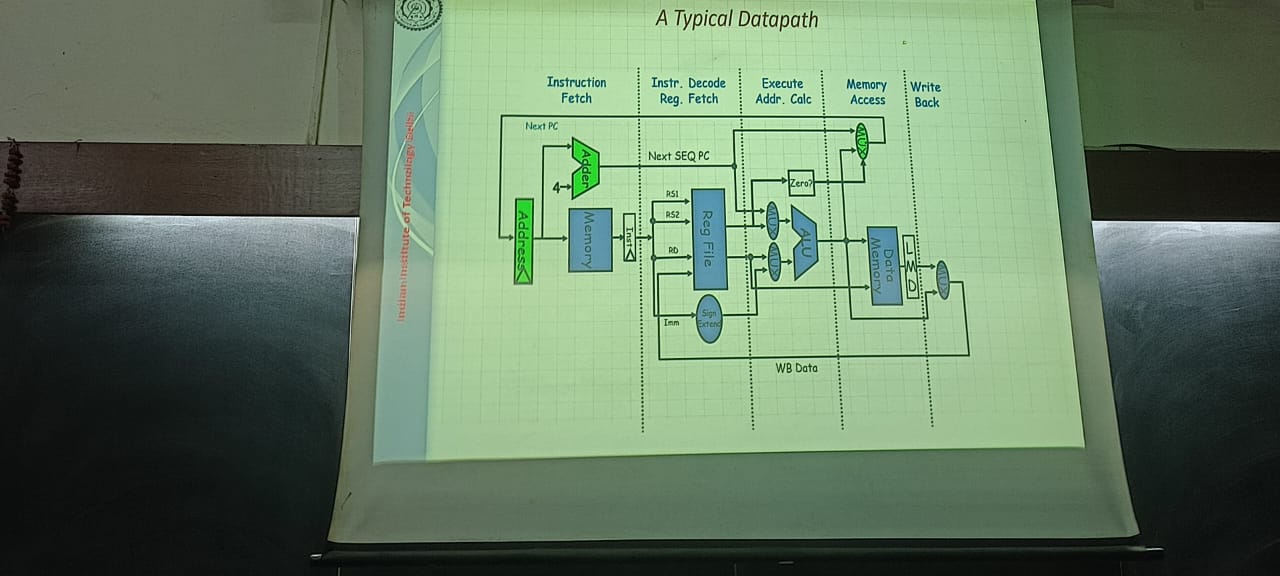 A Typical Datapath
Instruction
Fetch
Instr. Decode
Reg. Fetch
Execute
Addr. Calc
Memory
Access
Write
Back
Next PC
Adder
4
Next SEQ PC
MUX
Zero?
RS1
RS2
RD
Imm
Address
Memory
Inst
Reg File
MUX
MUX
ALU
Data
Memory
L
M
D
MUX
Sign
Extend
WB Data
Indian Institute of Technology Delhi